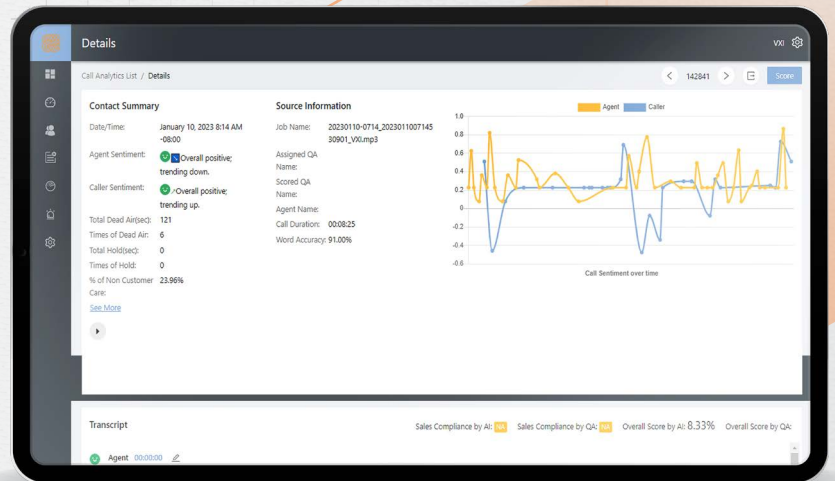 Details
VXI
Call Analytics List / Details
142841
Score
Contact Summary
Date/Time: January 10, 2023 8:14 AM
-08:00
Agent Sentiment: Overall positive;
trending down.
Caller Sentiment: Overall positive;
trending up.
Total Dead Air(sec): 121
Times of Dead Air: 6
Total Hold(sec): 0
Times of Hold: 0
% of Non Customer 23.96%
Care:
See More
Source Information
Job Name: 20230110-0714_2023011007145
30901_VXI.mp3
Assigned QA
Name:
Scored QA
Name:
Agent Name:
Call Duration: 00:08:25
Word Accuracy: 91.00%
Agent Caller
1.0
0.8
0.6
0.4
0.2
0
-0.2
-0.4
-0.6
Call Sentiment over time
Transcript
Sales Compliance by AI: NA Sales Compliance by QA: NA Overall Score by AI: 8.33% Overall Score by QA:
Agent 00:00:00